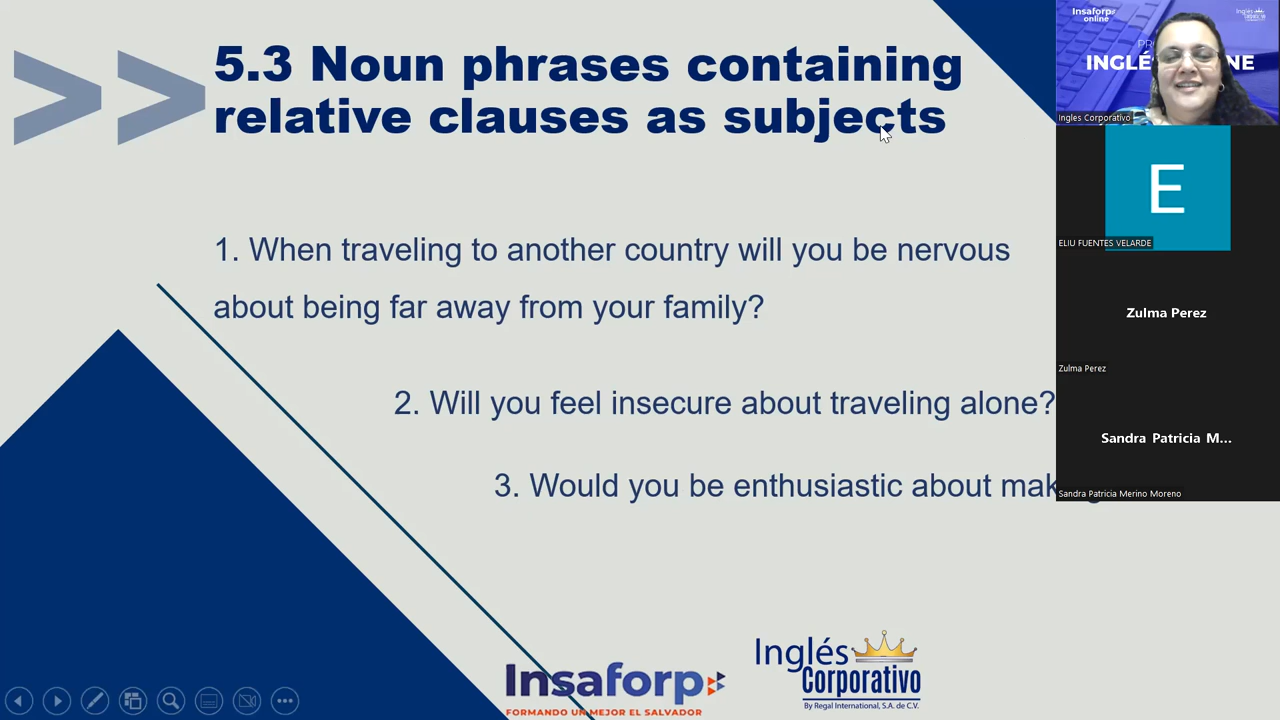 5.3 Noun phrases containing
relative clauses as subjects
1. When traveling to another country will you be nervous
about being far away from your family?
2. Will you feel insecure about traveling alone?
3. Would you be enthusiastic about
Insaforp
FORMANDO UN MEJOR EL SALVADOR
Inglés
Corporativo
By Regal International, S.A. de C.V.
Insaforp
online
Inglés
INGLÉ
NE
Ingles Corporativo
E
ELIU FUENTES VELARDE
Zulma Perez
Zulma Perez
Sandra Patricia M...
Sandra Patricia Merino Moreno